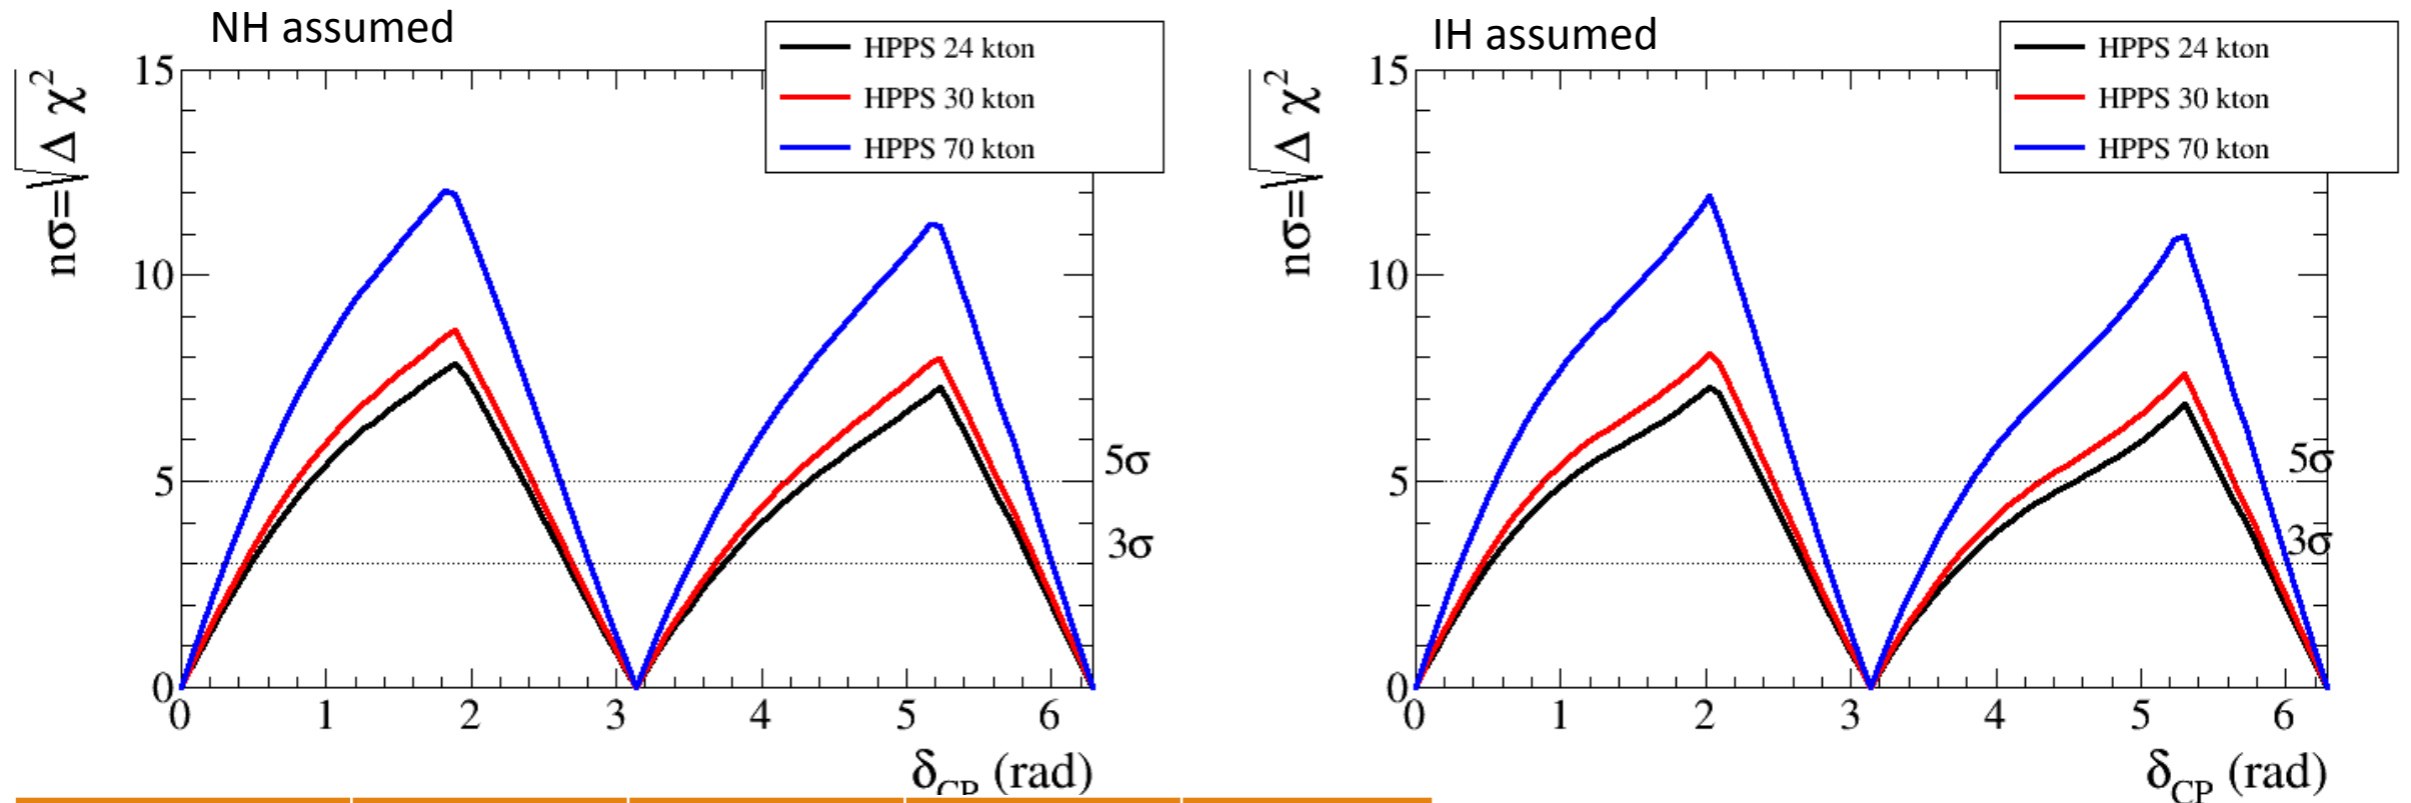 NH assumed
HPPS 24 kton
HPPS 30 kton
HPPS 70 kton
nσ=√Δ χ²
15
10
5
0
5σ
3σ
0 1 2 3 4 5 6
δCP (rad)
IH assumed
HPPS 24 kton
HPPS 30 kton
HPPS 70 kton
nσ=√Δ χ²
15
10
5
0
5σ
3σ
0 1 2 3 4 5 6
δCP (rad)